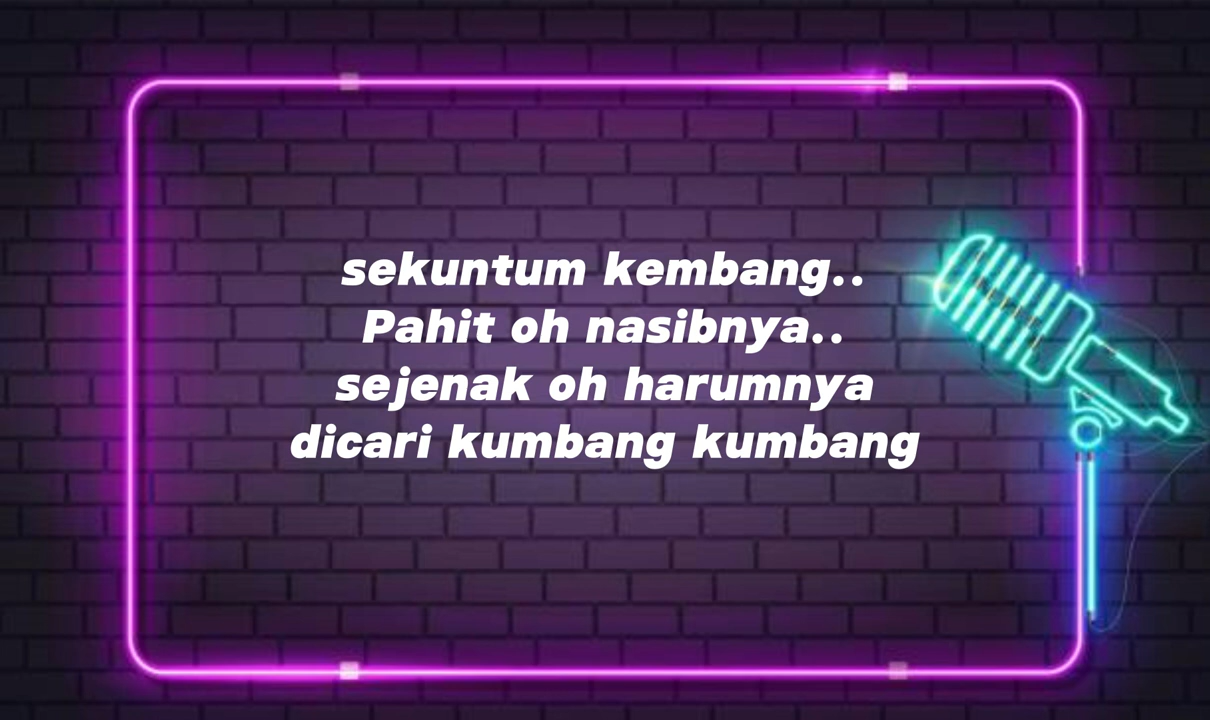 sekuntum kembang..
Pahit oh nasibnya..
sejenak oh harumnya
dicari kumbang kumbang